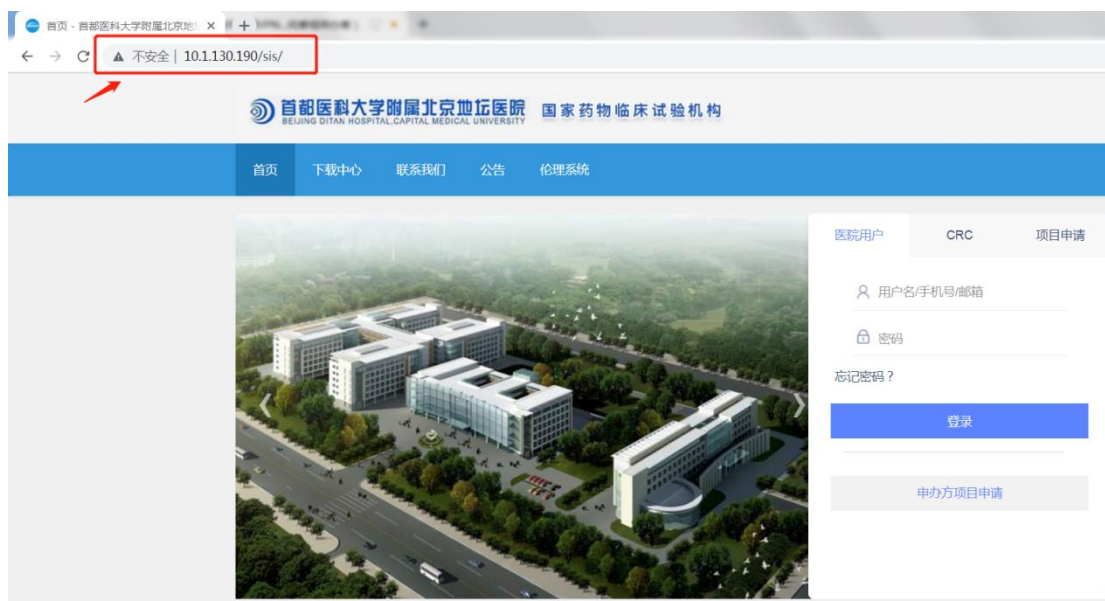 首页 - 首都医科大学附属北京地
不安全 | 10.1.130.190/sis/
首都医科大学附属北京地坛医院 国家药物临床试验机构
BEIJING DITAN HOSPITAL,CAPITAL MEDICAL UNIVERSITY
首页 下载中心 联系我们 公告 伦理系统
医院用户 CRC 项目申请
用户名/手机号/邮箱
密码
忘记密码？
登录
申办方项目申请